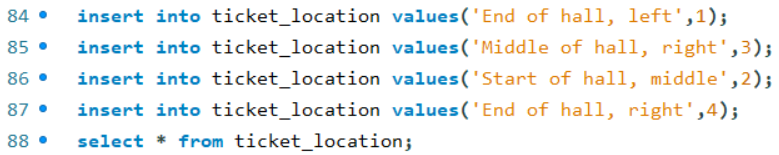 84 insert into ticket_location values('End of hall, left',1);
85 insert into ticket_location values('Middle of hall, right',3);
86 insert into ticket_location values('Start of hall, middle',2);
87 insert into ticket_location values('End of hall, right',4);
88 select * from ticket_location;